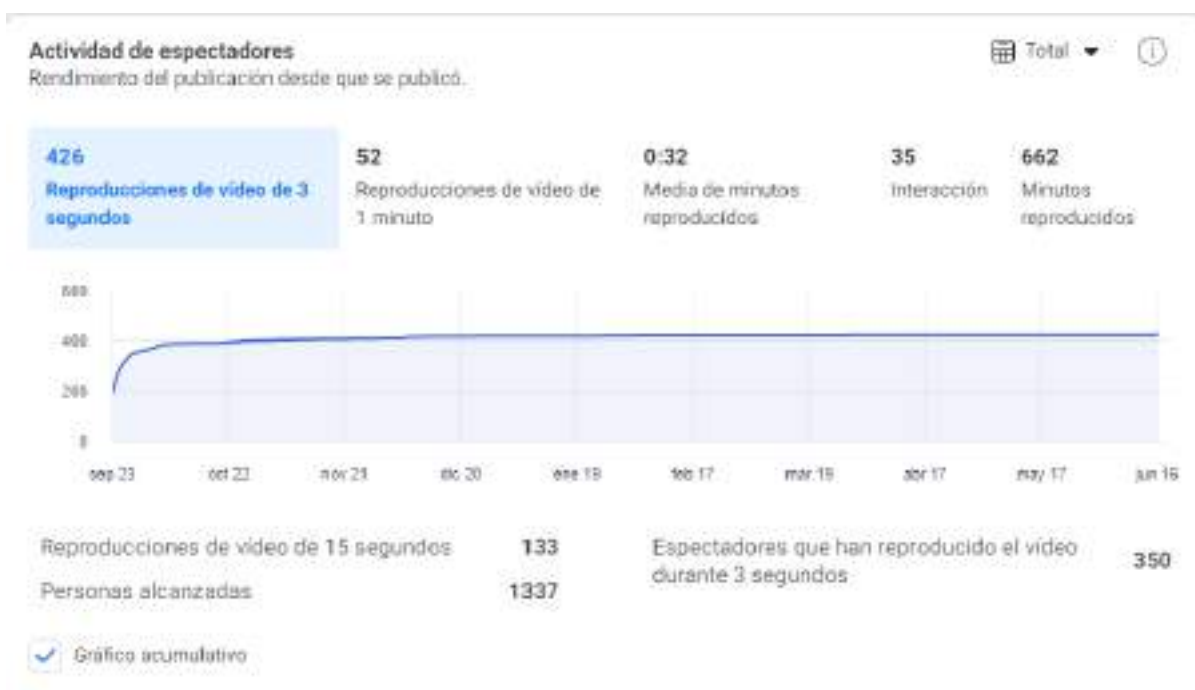 Actividad de espectadores
Total
Rendimiento del publicación desde que se publicó.
426
52
0:32
35
662
Reproducciones de vídeo de 3
segundos
Reproducciones de vídeo de
1 minuto
Media de minutos
reproducidos
Interacción
Minutos
reproducidos
600
400
200
0
sep 23
oct 22
nov 21
dic 20
ene 19
feb 17
mar 19
abr 17
may 17
jun 16
Reproducciones de vídeo de 15 segundos
133
Personas alcanzadas
1337
Espectadores que han reproducido el vídeo
durante 3 segundos
350
Gráfico acumulativo